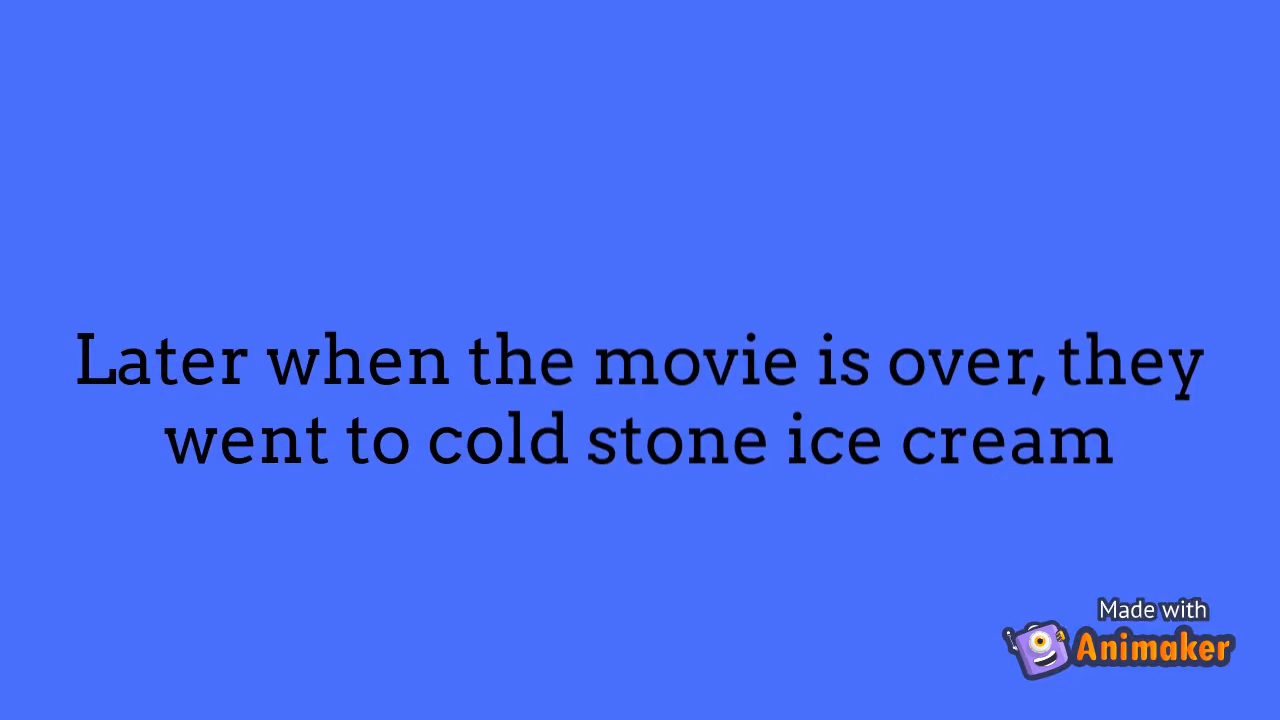 Later when the movie is over, they
went to cold stone ice cream
Made with
Animaker